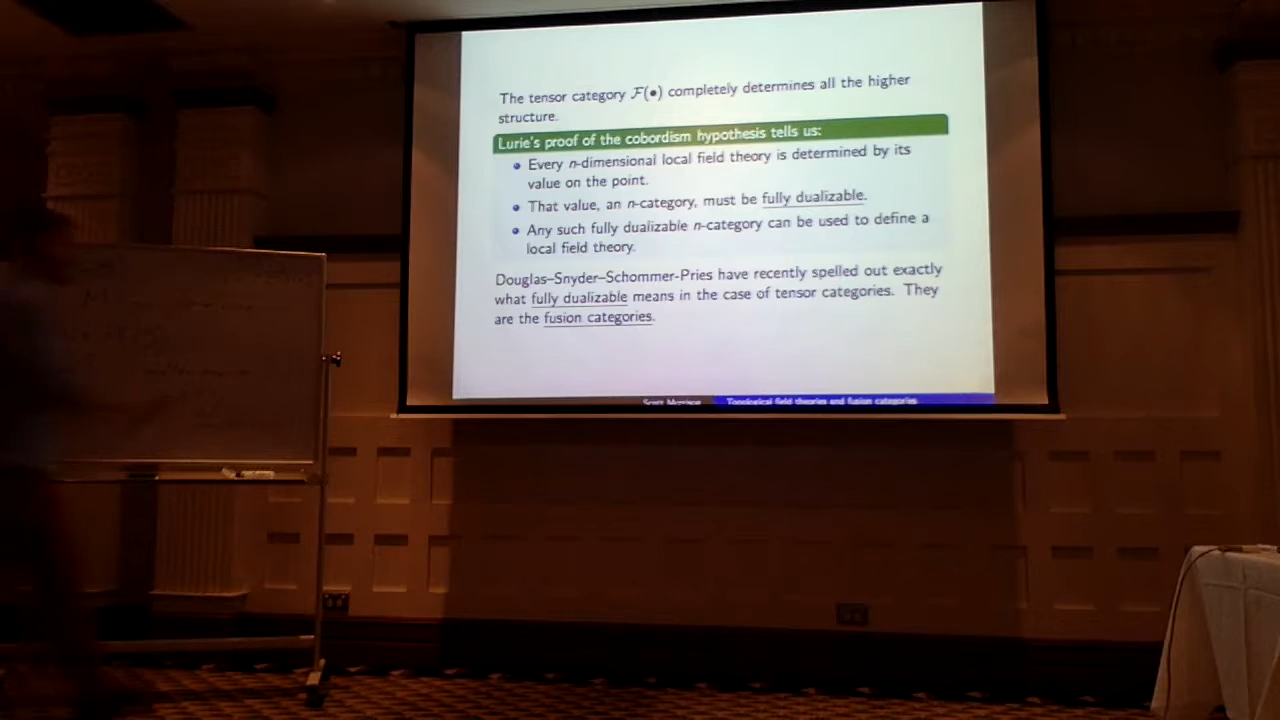 The tensor category F(•) completely determines all the higher
structure.
Lurie's proof of the cobordism hypothesis tells us:
• Every n-dimensional local field theory is determined by its
value on the point.
• That value, an n-category, must be fully dualizable.
• Any such fully dualizable n-category can be used to define a
local field theory.
Douglas–Snyder–Schommer-Pries have recently spelled out exactly
what fully dualizable means in the case of tensor categories. They
are the fusion categories.
Scott Morrison Topological field theories and fusion categories